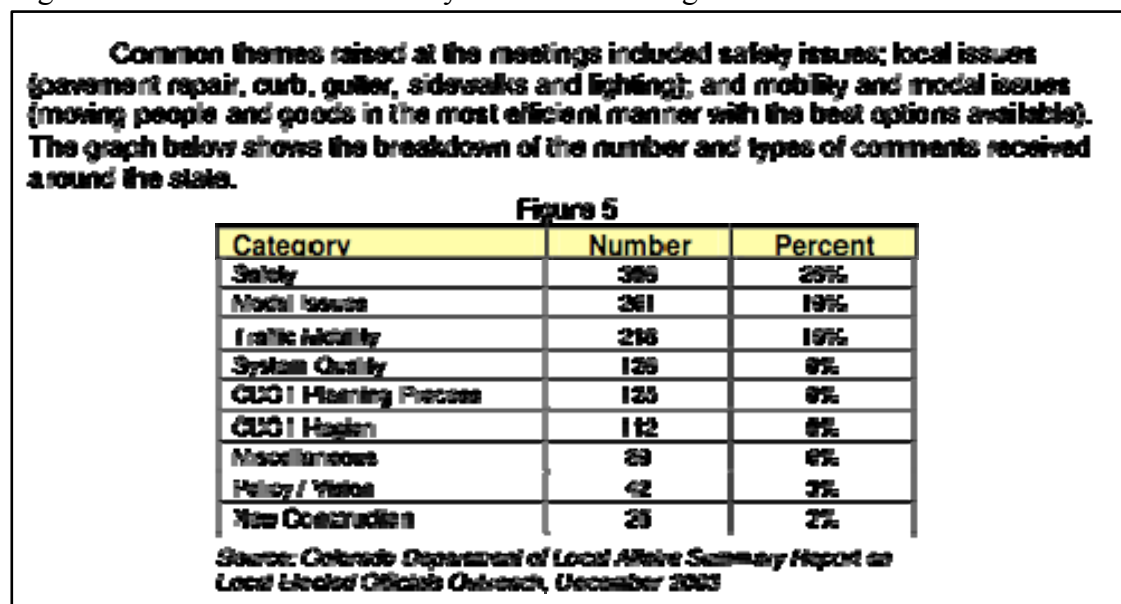 Common themes raised at the meetings included safety issues; local issues
(pavement repair, curb, gutter, sidewalks and lighting); and mobility and modal issues
(moving people and goods in the most efficient manner with the best options available).
The graph below shows the breakdown of the number and types of comments received
around the state.
Figure 5
Category Number Percent
Safety
Modal Issues 261 19%
Traffic Mobility
System Quality
CDOT Planning Process 125
CDOT Region 112
Miscellaneous
Policy / Vision 42 3%
New Construction 2%
Source: Colorado Department of Local Affairs Summary Report on
Local Elected Officials Outreach, December